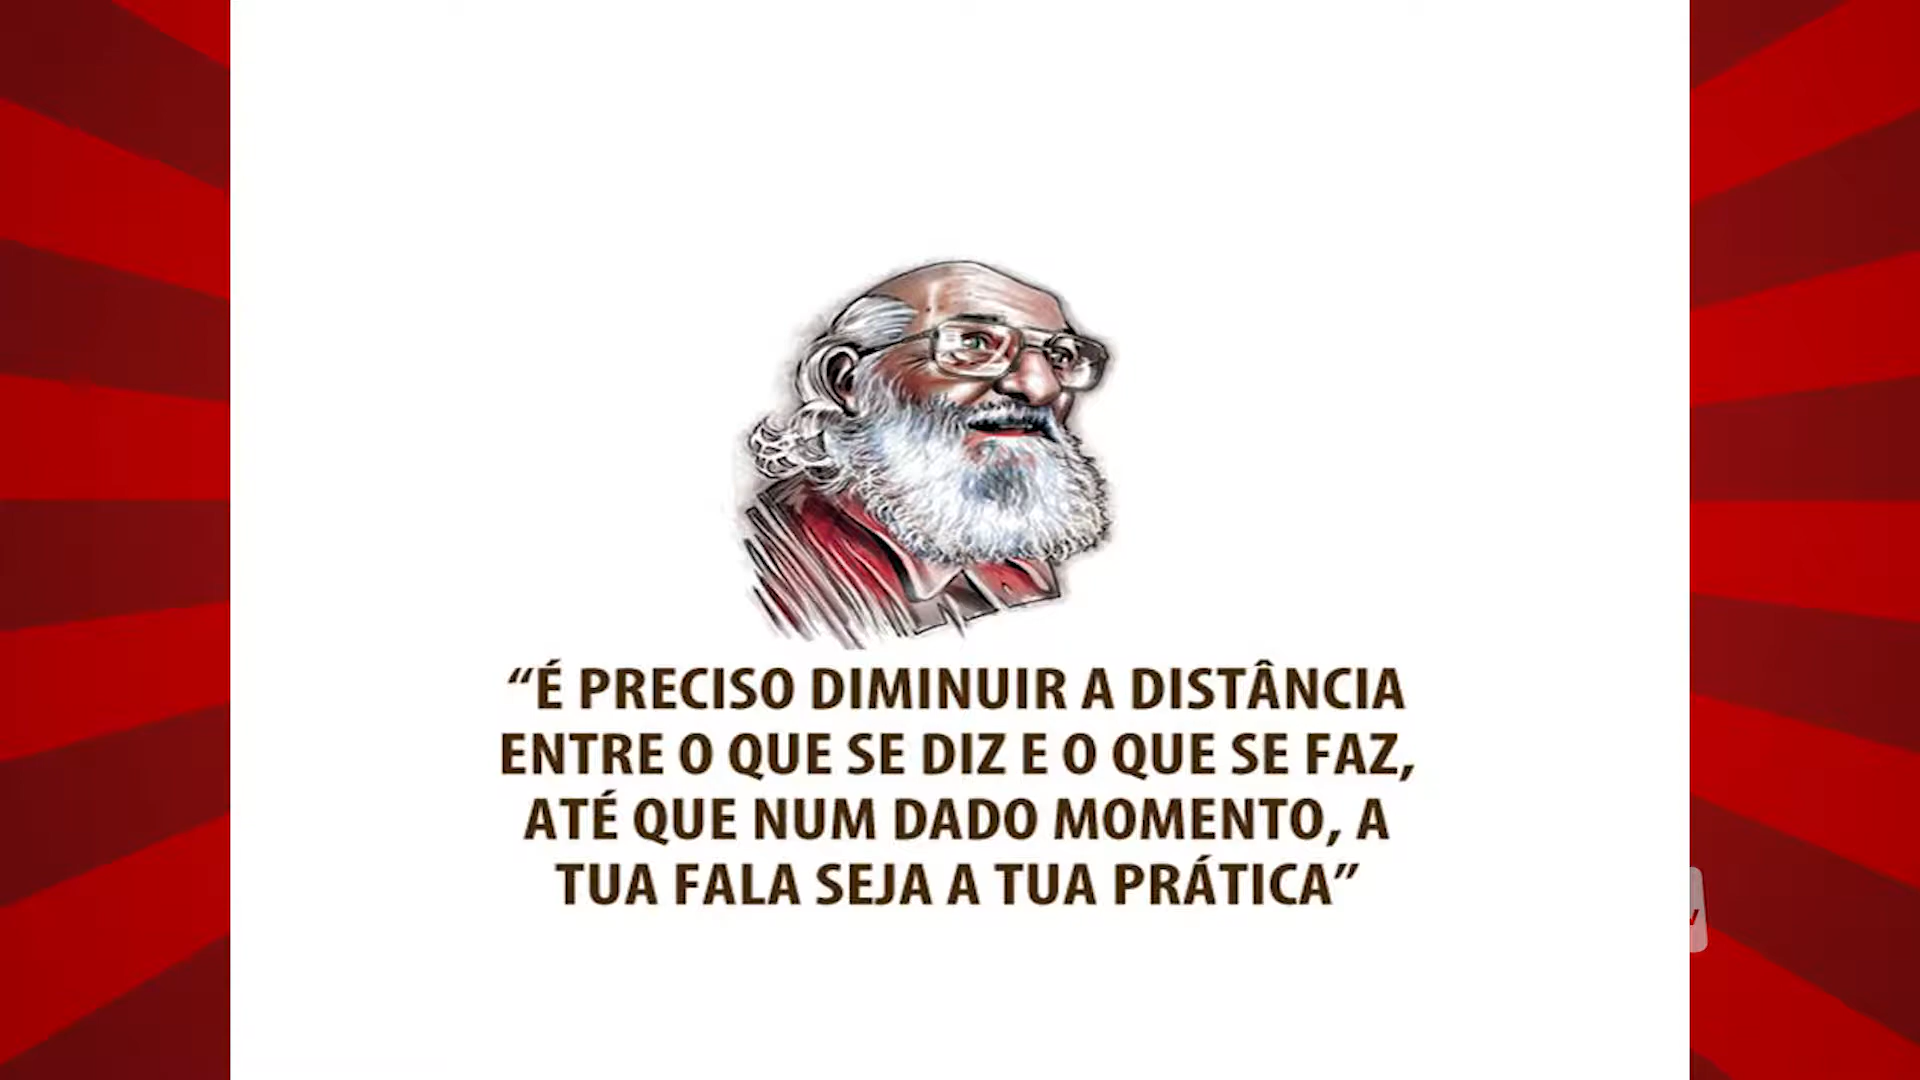 “É PRECISO DIMINUIR A DISTÂNCIA
ENTRE O QUE SE DIZ E O QUE SE FAZ,
ATÉ QUE NUM DADO MOMENTO, A
TUA FALA SEJA A TUA PRÁTICA”